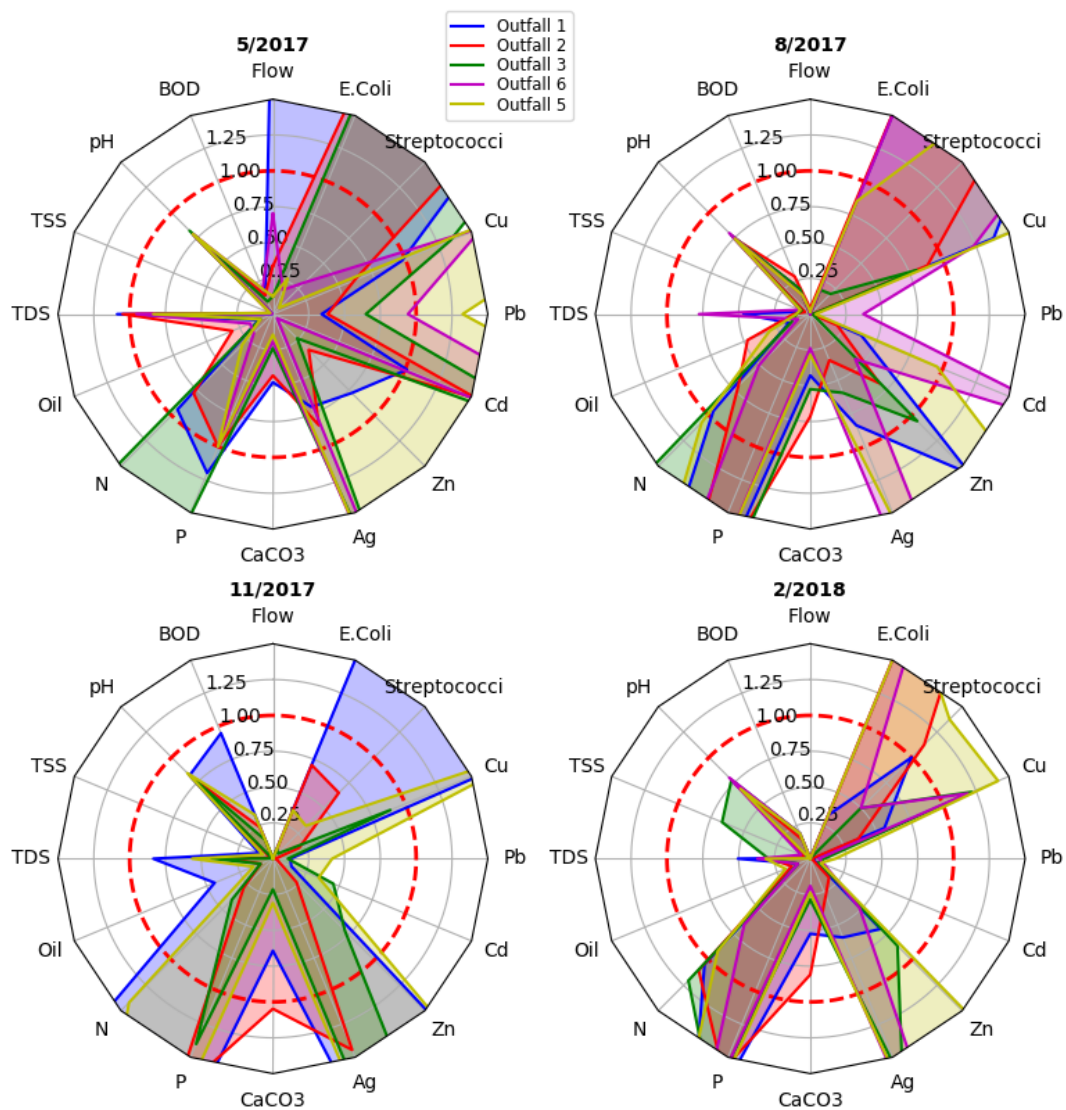 Outfall 1
Outfall 2
Outfall 3
Outfall 6
Outfall 5
5/2017
Flow
E.Coli
Streptococci
Cu
Pb
Cd
Zn
Ag
CaCO3
P
N
Oil
TDS
TSS
pH
BOD
0.25
0.50
0.75
1.00
1.25
8/2017
Flow
E.Coli
Streptococci
Cu
Pb
Cd
Zn
Ag
CaCO3
P
N
Oil
TDS
TSS
pH
BOD
0.25
0.50
0.75
1.00
1.25
11/2017
Flow
E.Coli
Streptococci
Cu
Pb
Cd
Zn
Ag
CaCO3
P
N
Oil
TDS
TSS
pH
BOD
0.25
0.50
0.75
1.00
1.25
2/2018
Flow
E.Coli
Streptococci
Cu
Pb
Cd
Zn
Ag
CaCO3
P
N
Oil
TDS
TSS
pH
BOD
0.25
0.50
0.75
1.00
1.25